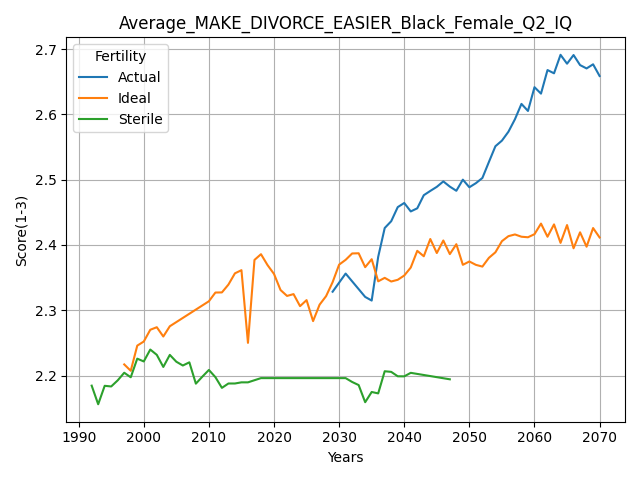 Average_MAKE_DIVORCE_EASIER_Black_Female_Q2_IQ
Fertility
Actual
Ideal
Sterile
Score(1-3)
2.7
2.6
2.5
2.4
2.3
2.2
1990 2000 2010 2020 2030 2040 2050 2060 2070
Years